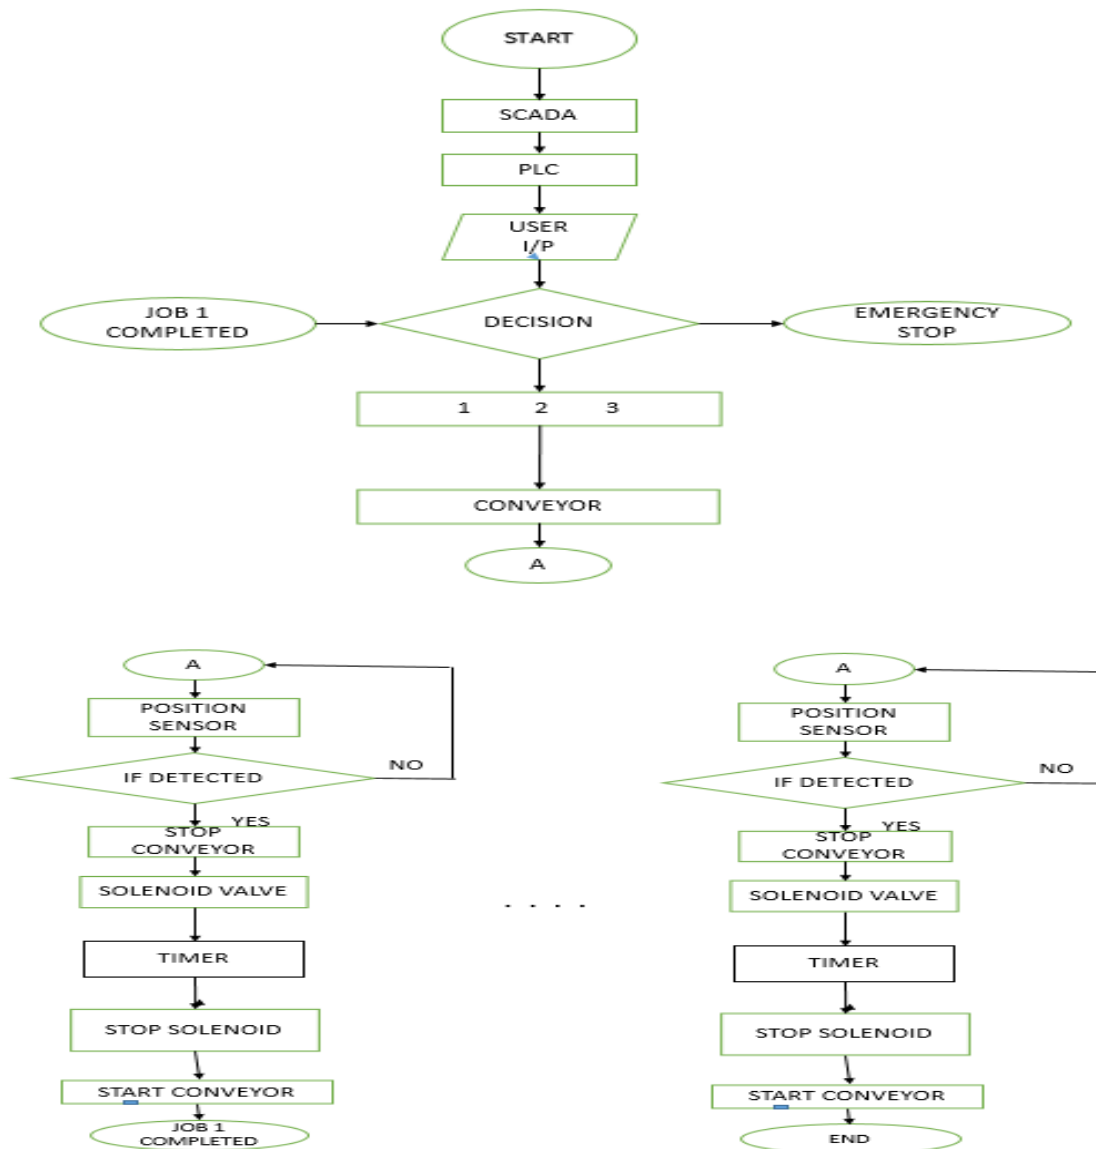 START
SCADA
PLC
USER
I/P
JOB 1
COMPLETED
DECISION
EMERGENCY
STOP
1 2 3
CONVEYOR
A
A
POSITION
SENSOR
IF DETECTED
NO
YES
STOP
CONVEYOR
SOLENOID VALVE
TIMER
STOP SOLENOID
START CONVEYOR
JOB 1
COMPLETED
. . . .
A
POSITION
SENSOR
IF DETECTED
NO
YES
STOP
CONVEYOR
SOLENOID VALVE
TIMER
STOP SOLENOID
START CONVEYOR
END